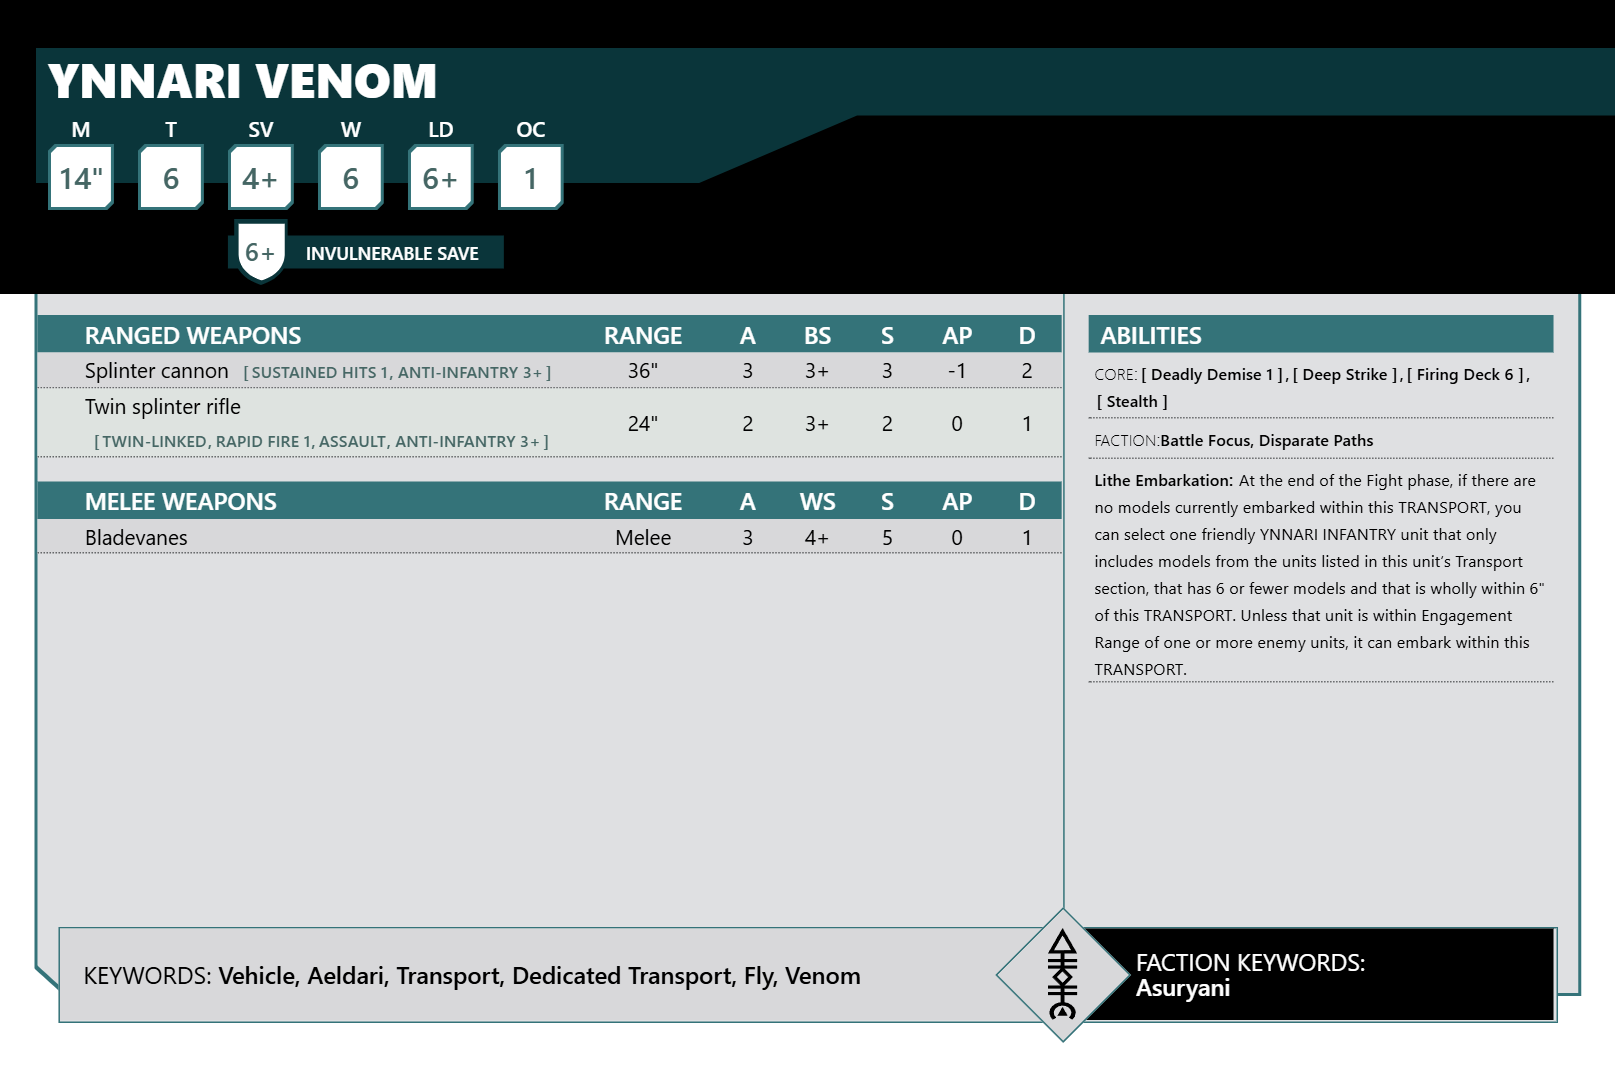 YNNARI VENOM
M T SV W LD OC
14" 6 4+ 6 6+ 1
6+ INVULNERABLE SAVE
RANGED WEAPONS RANGE A BS S AP D
Splinter cannon [ SUSTAINED HITS 1, ANTI-INFANTRY 3+ ] 36" 3 3+ 3 -1 2
Twin splinter rifle
[ TWIN-LINKED, RAPID FIRE 1, ASSAULT, ANTI-INFANTRY 3+ ] 24" 2 3+ 2 0 1
MELEE WEAPONS RANGE A WS S AP D
Bladevanes Melee 3 4+ 5 0 1
ABILITIES
CORE: [ Deadly Demise 1 ] , [ Deep Strike ] , [ Firing Deck 6 ] ,
[ Stealth ]
FACTION:Battle Focus, Disparate Paths
Lithe Embarkation: At the end of the Fight phase, if there are
no models currently embarked within this TRANSPORT, you
can select one friendly YNNARI INFANTRY unit that only
includes models from the units listed in this unit's Transport
section, that has 6 or fewer models and that is wholly within 6"
of this TRANSPORT. Unless that unit is within Engagement
Range of one or more enemy units, it can embark within this
TRANSPORT.
KEYWORDS: Vehicle, Aeldari, Transport, Dedicated Transport, Fly, Venom
FACTION KEYWORDS:
Asuryani